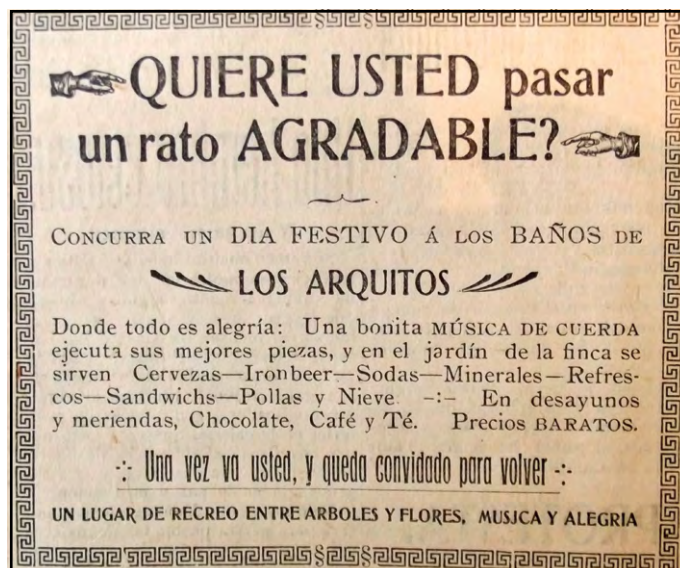 QUIERE USTED pasar
un rato AGRADABLE?
CONCURRA UN DIA FESTIVO Á LOS BAÑOS DE
LOS ARQUITOS
Donde todo es alegría: Una bonita MÚSICA DE CUERDA
ejecuta sus mejores piezas, y en el jardín de la finca se
sirven Cervezas—Ironbeer—Sodas—Minerales—Refres-
cos—Sandwichs—Pollas y Nieve -:- En desayunos
y meriendas, Chocolate, Café y Té. Precios BARATOS.
·:· Una vez va usted, y queda convidado para volver ·:·
UN LUGAR DE RECREO ENTRE ARBOLES Y FLORES, MUSICA Y ALEGRIA